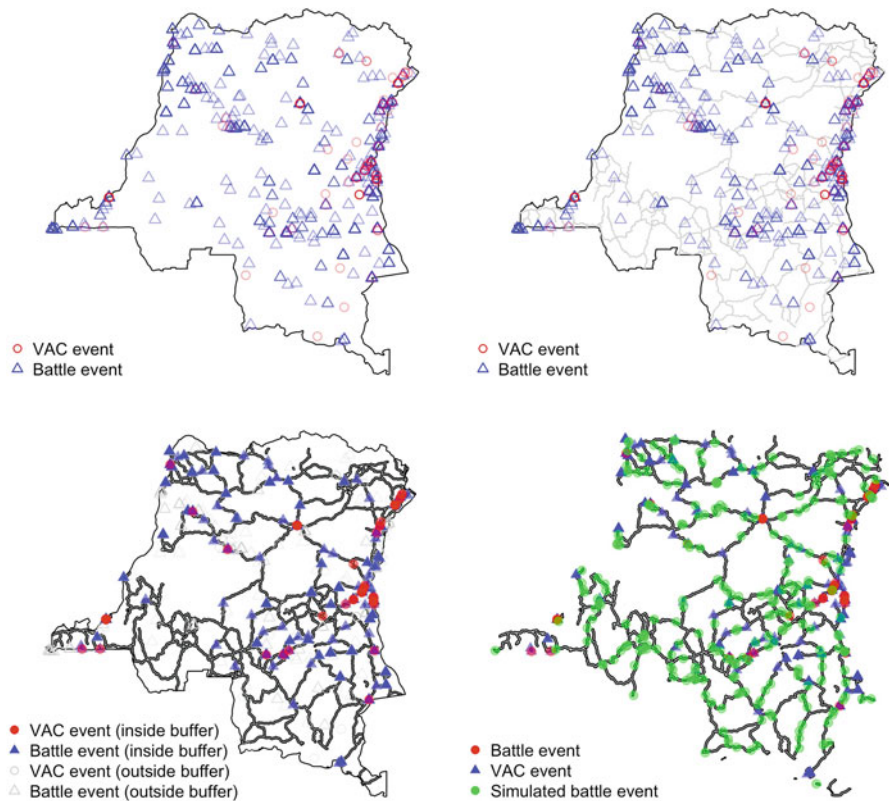 VAC event
Battle event
VAC event
Battle event
VAC event (inside buffer)
Battle event (inside buffer)
VAC event (outside buffer)
Battle event (outside buffer)
Battle event
VAC event
Simulated battle event